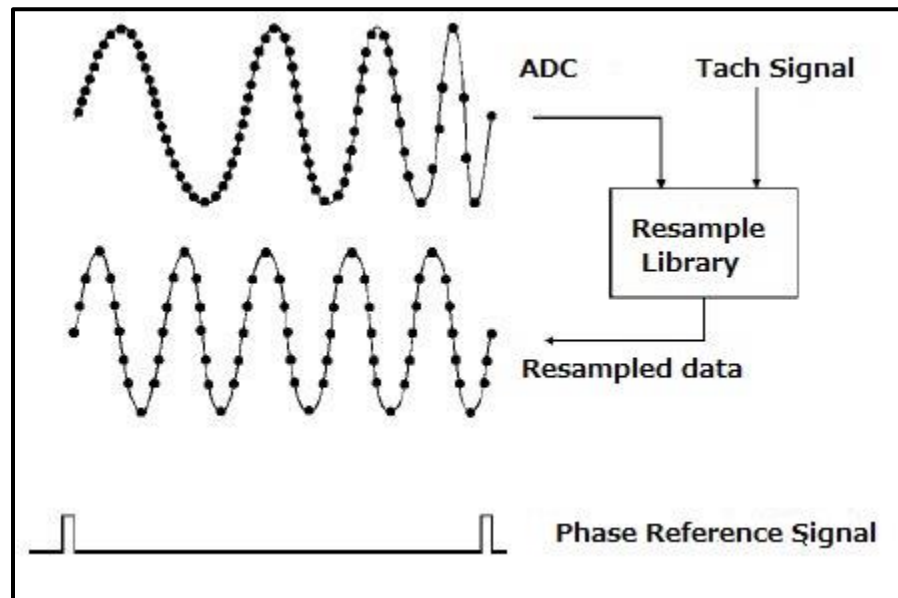 ADC
Tach Signal
Resample
Library
Resampled data
Phase Reference Signal